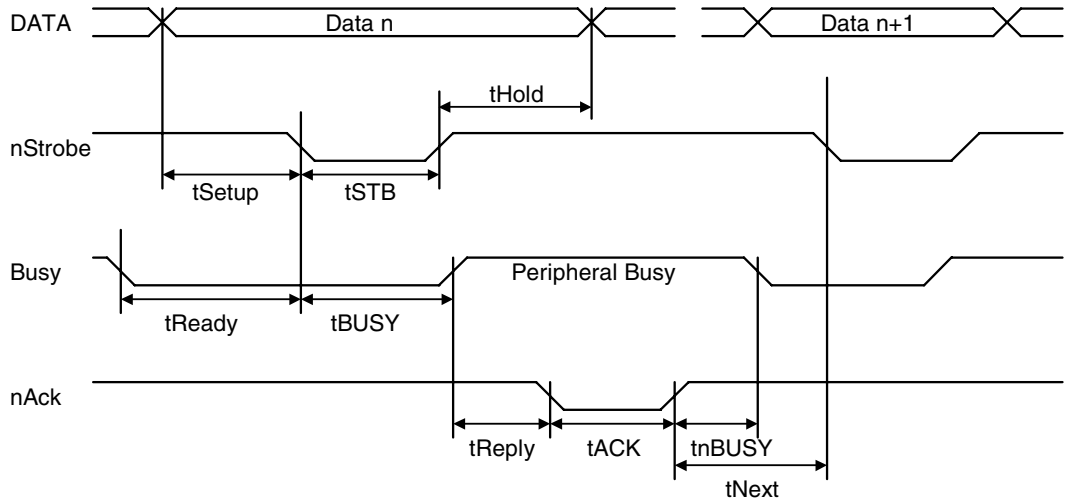 DATA Data n Data n+1
tHold
nStrobe
tSetup tSTB
Busy Peripheral Busy
tReady tBUSY
nAck
tReply tACK tnBUSY
tNext